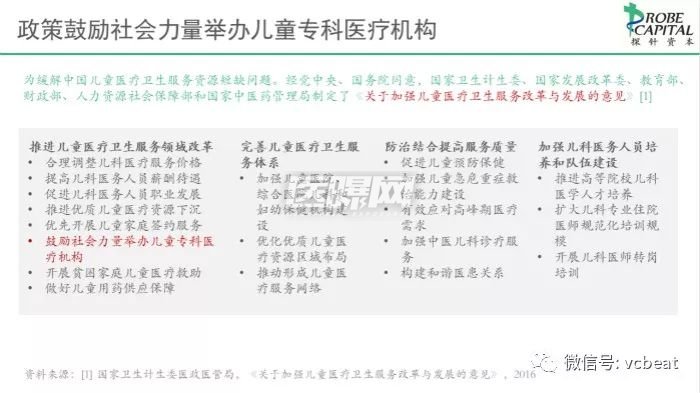 政策鼓励社会力量举办儿童专科医疗机构
PROBE
CAPITAL
探针资本
为缓解中国儿童医疗卫生服务资源短缺问题。经党中央、国务院同意，国家卫生计生委、国家发展改革委、教育部、
财政部、人力资源社会保障部和国家中医药管理局制定了《关于加强儿童医疗卫生服务改革与发展的意见》[1]
推进儿童医疗卫生服务领域改革
• 合理调整儿科医疗服务价格
• 提高儿科医务人员薪酬待遇
• 促进儿科医务人员职业发展
• 推进优质儿童医疗资源下沉
• 优先开展儿童家庭签约服务
• 鼓励社会力量举办儿童专科医
疗机构
• 开展贫困家庭儿童医疗救助
• 做好儿童用药供应保障
完善儿童医疗卫生服
务体系
• 加强儿童医院、
综合医院儿科和
妇幼保健机构建
设
• 优化优质儿童医
疗资源区域布局
• 推动形成儿童医
疗服务网络
防治结合提高服务质量
• 促进儿童预防保健
• 加强儿童急危重症救
治能力建设
• 有效应对高峰期医疗
需求
• 加强中医儿科诊疗服
务
• 构建和谐医患关系
加强儿科医务人员培
养和队伍建设
• 推进高等院校儿科
医学人才培养
• 扩大儿科专业住院
医师规范化培训规
模
• 开展儿科医师转岗
培训
资料来源：[1] 国家卫生计生委医政医管局，《关于加强儿童医疗卫生服务改革与发展的意见》，2016
微信号: vcbeat